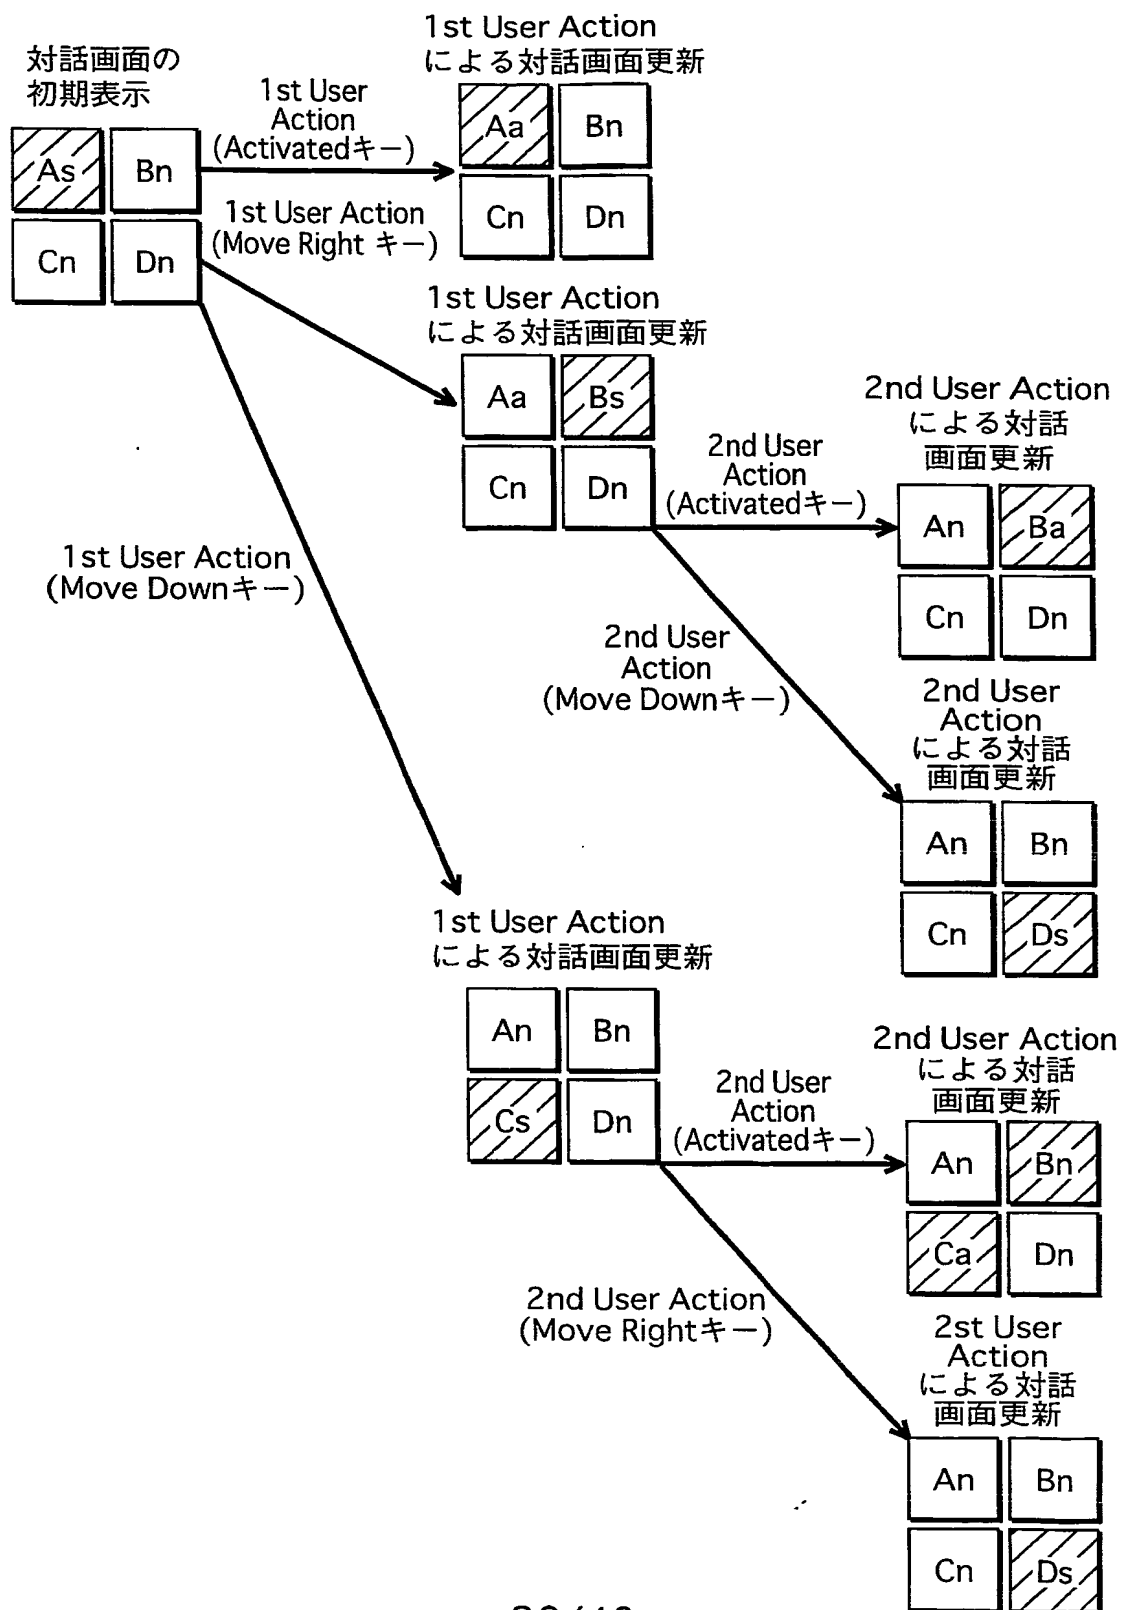 対話画面の
初期表示
As Bn
Cn Dn
1st User
Action
(Activatedキー)
1st User Action
による対話画面更新
Aa Bn
Cn Dn
1st User Action
(Move Right キー)
1st User Action
による対話画面更新
Aa Bs
Cn Dn
2nd User
Action
(Activatedキー)
2nd User Action
による対話
画面更新
An Ba
Cn Dn
2nd User
Action
(Move Downキー)
2nd User
Action
による対話
画面更新
An Bn
Cn Ds
1st User Action
(Move Downキー)
1st User Action
による対話画面更新
An Bn
Cs Dn
2nd User
Action
(Activatedキー)
2nd User Action
による対話
画面更新
An Bn
Ca Dn
2nd User Action
(Move Rightキー)
2st User
Action
による対話
画面更新
An Bn
Cn Ds